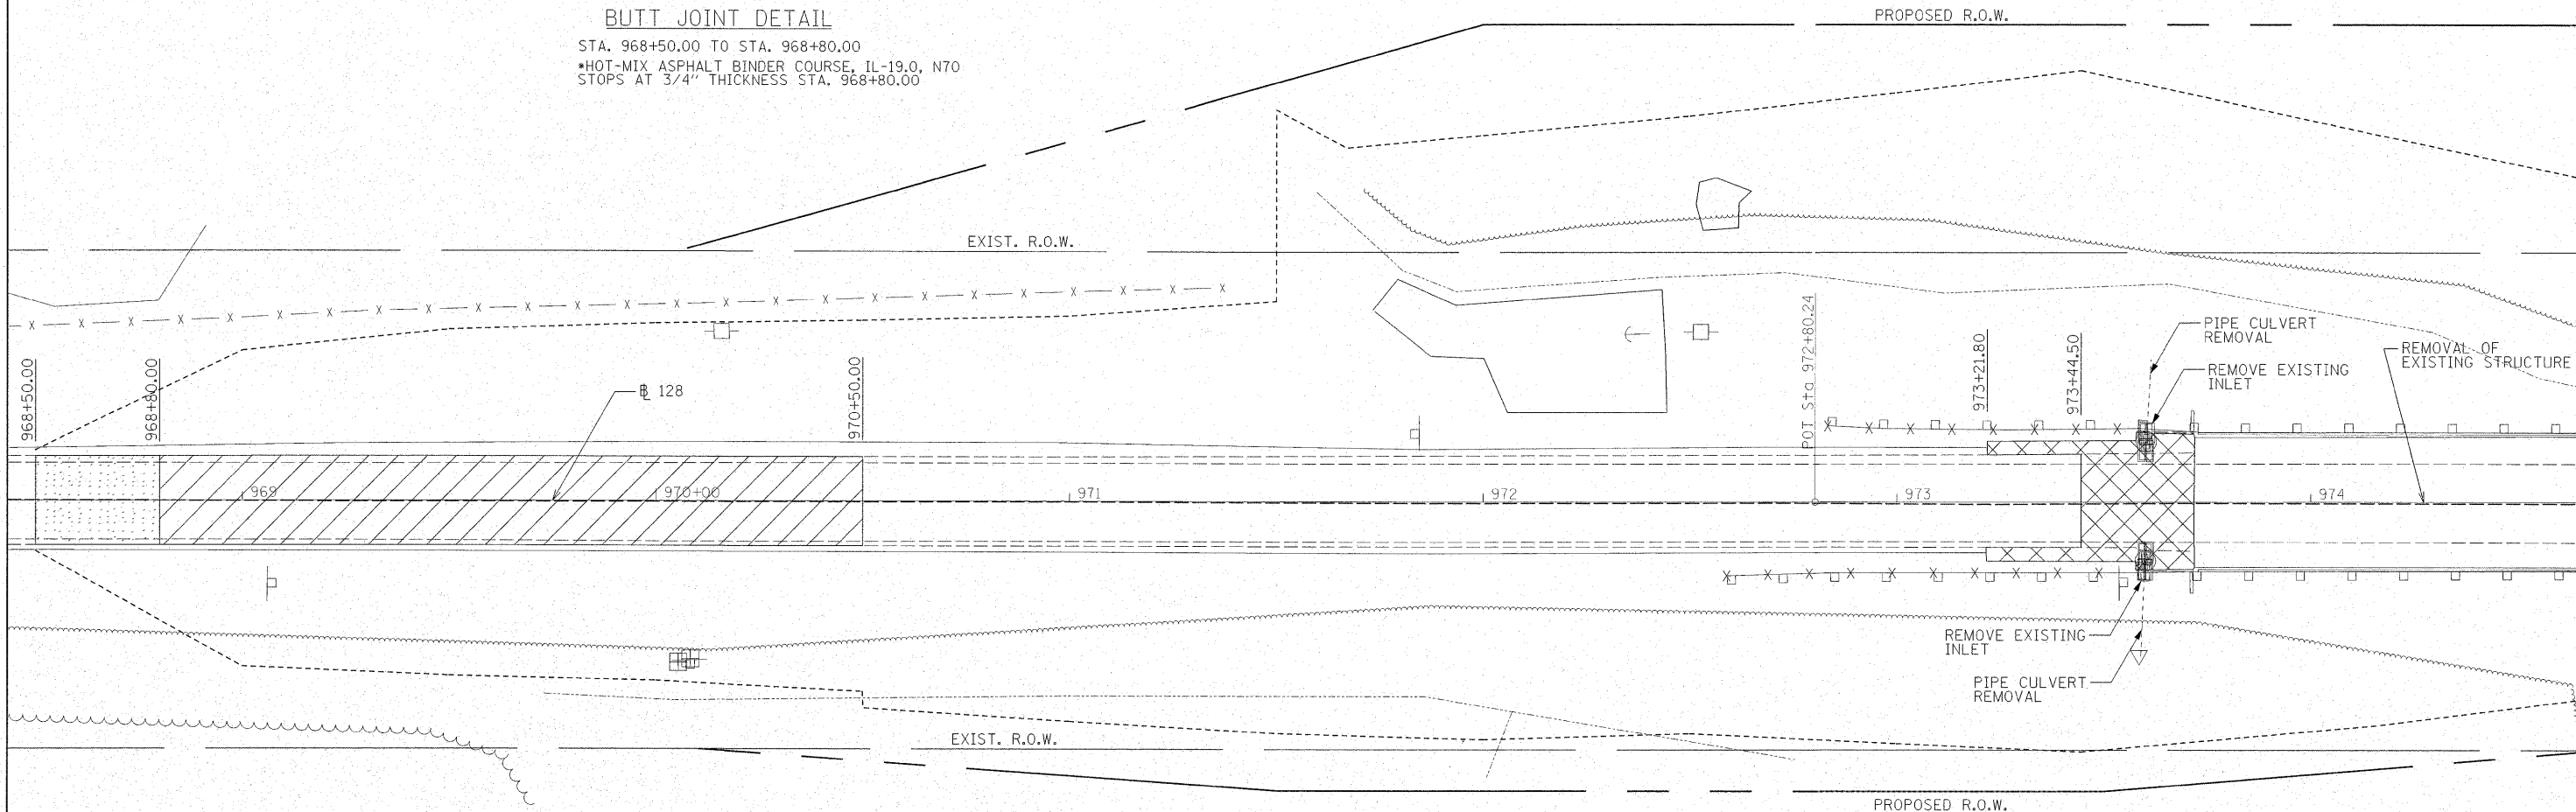 BUTT JOINT DETAIL
STA. 968+50.00 TO STA. 968+80.00
*HOT-MIX ASPHALT BINDER COURSE, IL-19.0, N70
STOPS AT 3/4" THICKNESS STA. 968+80.00
PROPOSED R.O.W.
EXIST. R.O.W.
968+50.00
968+80.00
970+50.00
℄ 128
POT Sta 972+80.24
973+21.80
973+44.50
PIPE CULVERT
REMOVAL
REMOVE EXISTING
INLET
REMOVAL OF
EXISTING STRUCTURE
969
970+00
971
972
973
974
REMOVE EXISTING
INLET
PIPE CULVERT
REMOVAL
EXIST. R.O.W.
PROPOSED R.O.W.